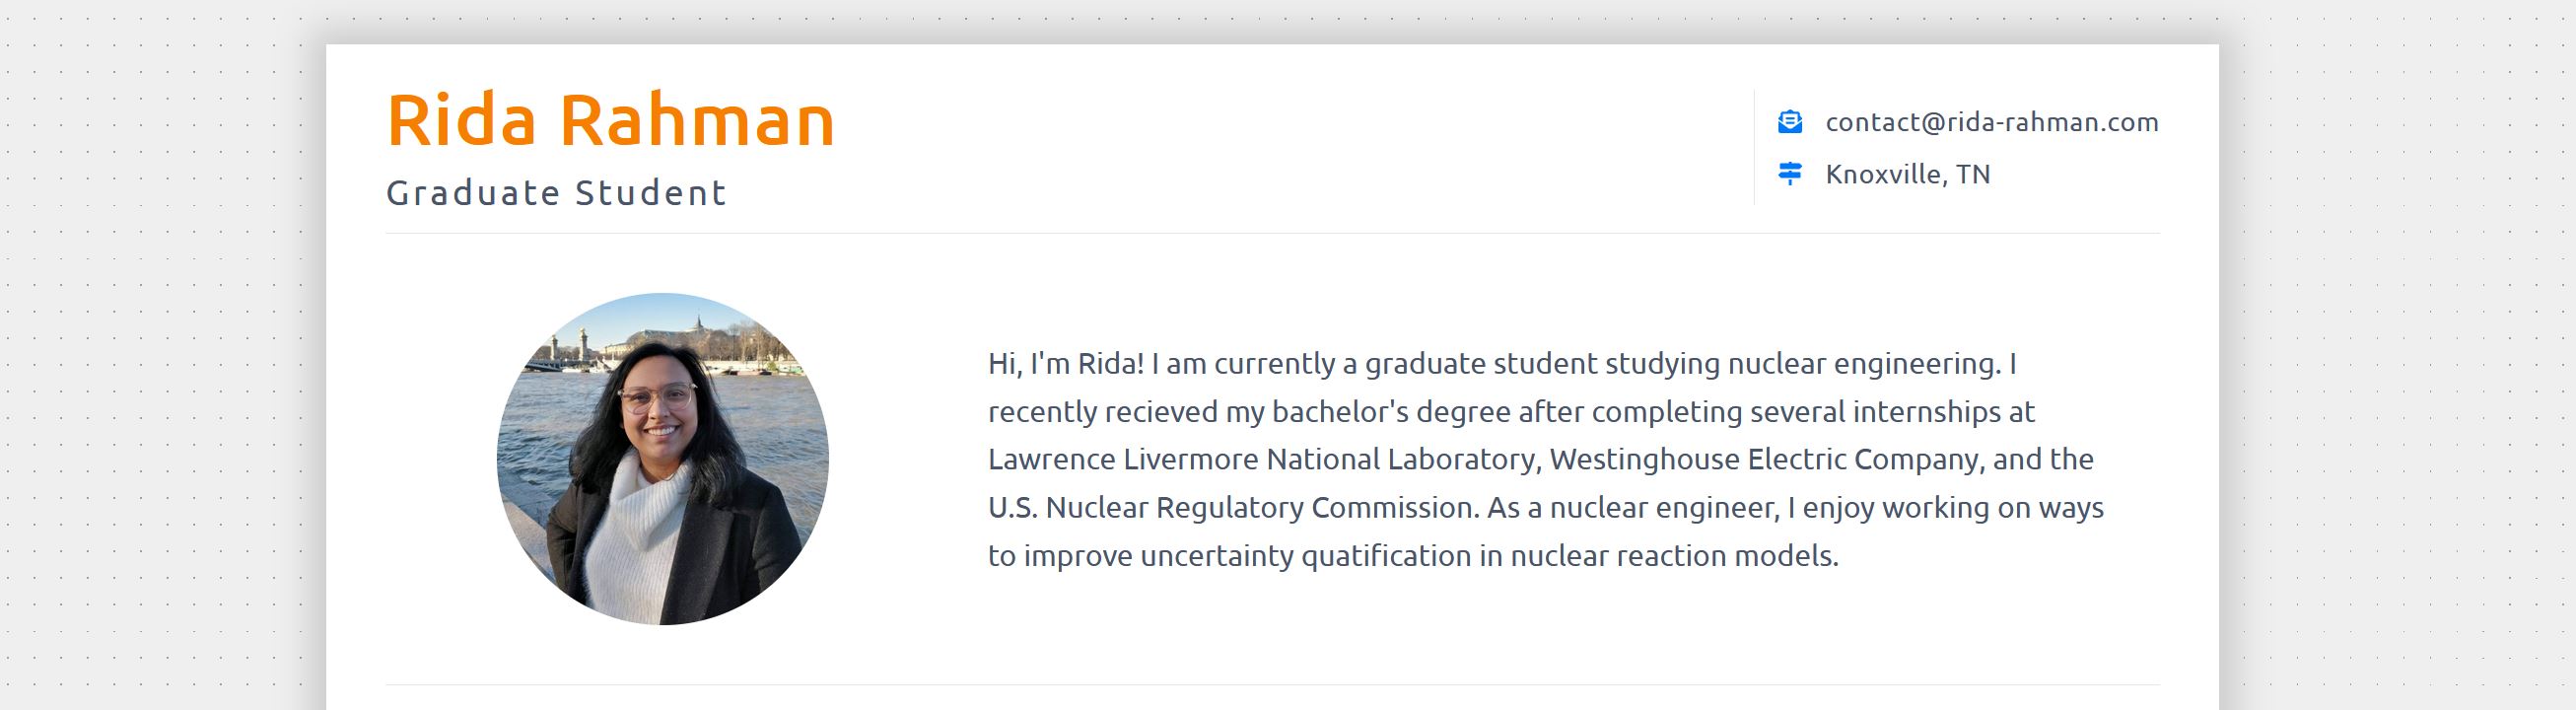 Rida Rahman
Graduate Student
contact@rida-rahman.com
Knoxville, TN
Hi, I'm Rida! I am currently a graduate student studying nuclear engineering. I
recently recieved my bachelor's degree after completing several internships at
Lawrence Livermore National Laboratory, Westinghouse Electric Company, and the
U.S. Nuclear Regulatory Commission. As a nuclear engineer, I enjoy working on ways
to improve uncertainty quatification in nuclear reaction models.